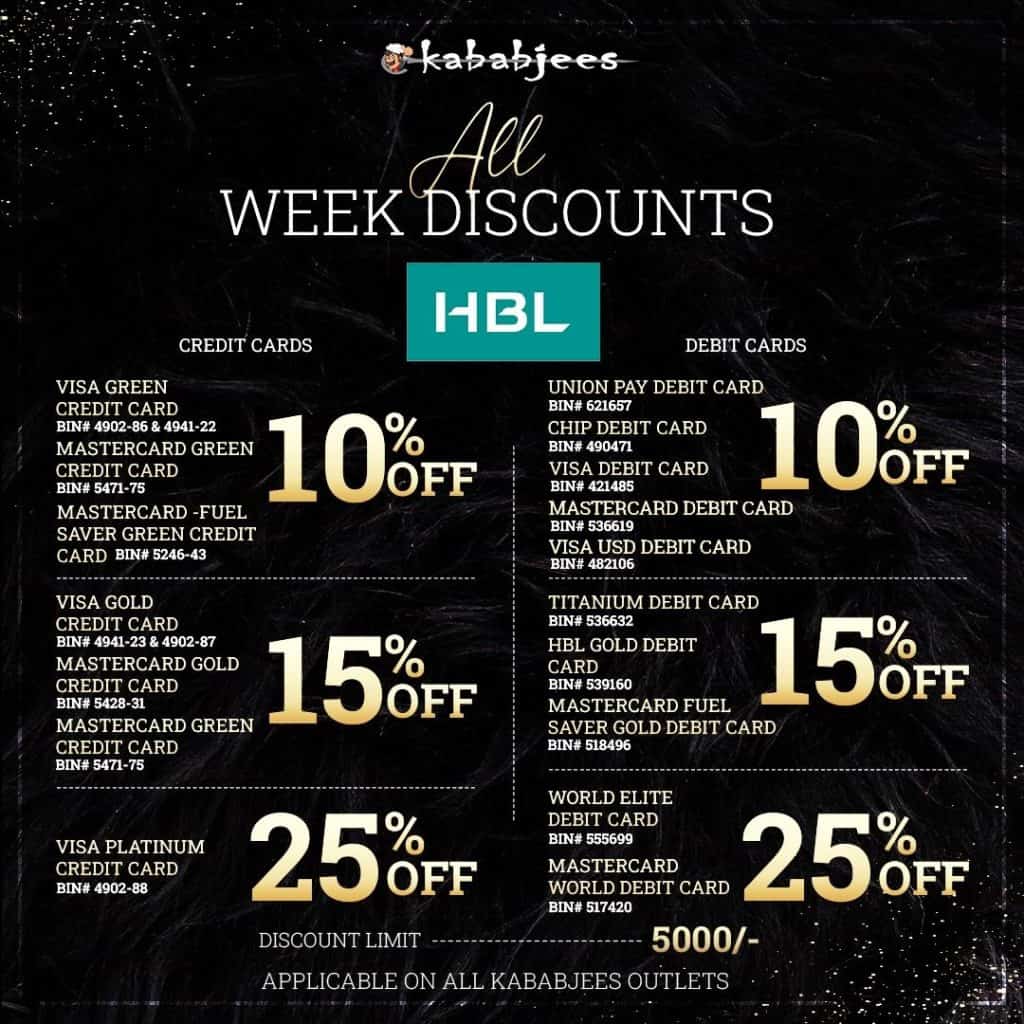 kababjees
All
WEEK DISCOUNTS
HBL
CREDIT CARDS
VISA GREEN
CREDIT CARD
BIN# 4902-86 & 4941-22
MASTERCARD GREEN
CREDIT CARD
BIN# 5471-75
MASTERCARD -FUEL
SAVER GREEN CREDIT
CARD BIN# 5246-43
10% OFF
VISA GOLD
CREDIT CARD
BIN# 4941-23 & 4902-87
MASTERCARD GOLD
CREDIT CARD
BIN# 5428-31
MASTERCARD GREEN
CREDIT CARD
BIN# 5471-75
15% OFF
VISA PLATINUM
CREDIT CARD
BIN# 4902-88
25% OFF
DEBIT CARDS
UNION PAY DEBIT CARD
BIN# 621657
CHIP DEBIT CARD
BIN# 490471
VISA DEBIT CARD
BIN# 421485
MASTERCARD DEBIT CARD
BIN# 536619
VISA USD DEBIT CARD
BIN# 482106
10% OFF
TITANIUM DEBIT CARD
BIN# 536632
HBL GOLD DEBIT
CARD
BIN# 539160
MASTERCARD FUEL
SAVER GOLD DEBIT CARD
BIN# 518496
15% OFF
WORLD ELITE
DEBIT CARD
BIN# 555699
MASTERCARD
WORLD DEBIT CARD
BIN# 517420
25% OFF
DISCOUNT LIMIT 5000/-
APPLICABLE ON ALL KABABJEES OUTLETS